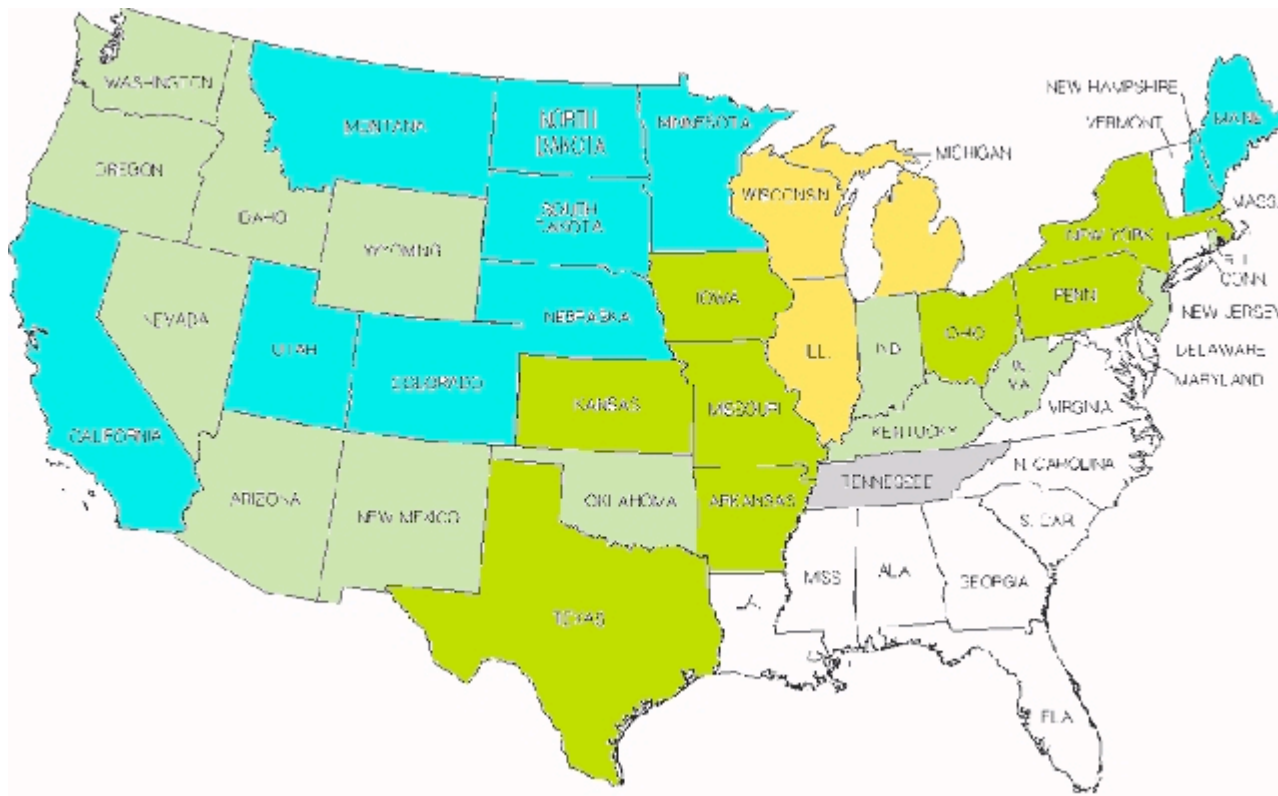 WASHINGTON
MONTANA
NORTH
DAKOTA
MINNESOTA
NEW HAMPSHIRE
VERMONT
MAINE
MICHIGAN
OREGON
IDAHO
WYOMING
SOUTH
DAKOTA
WISCONSIN
MASS
NEW YORK
R.I.
CONN.
NEVADA
UTAH
NEBRASKA
IOWA
PENN
NEW JERSEY
OHIO
ILL.
IND
DELAWARE
MARYLAND
COLORADO
W.
VA
CALIFORNIA
KANSAS
MISSOURI
VIRGINIA
KENTUCKY
N. CAROLINA
TENNESSEE
ARIZONA
NEW MEXICO
OKLAHOMA
ARKANSAS
S. CAR.
MISS
ALA
GEORGIA
TEXAS
FLA